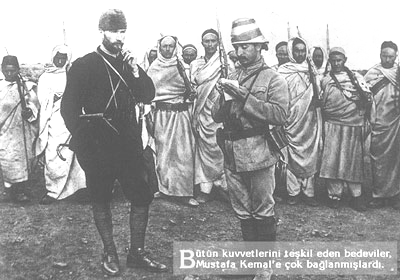 Bütün kuvvetlerini teşkil eden bedeviler,
Mustafa Kemal'e çok bağlanmışlardı.